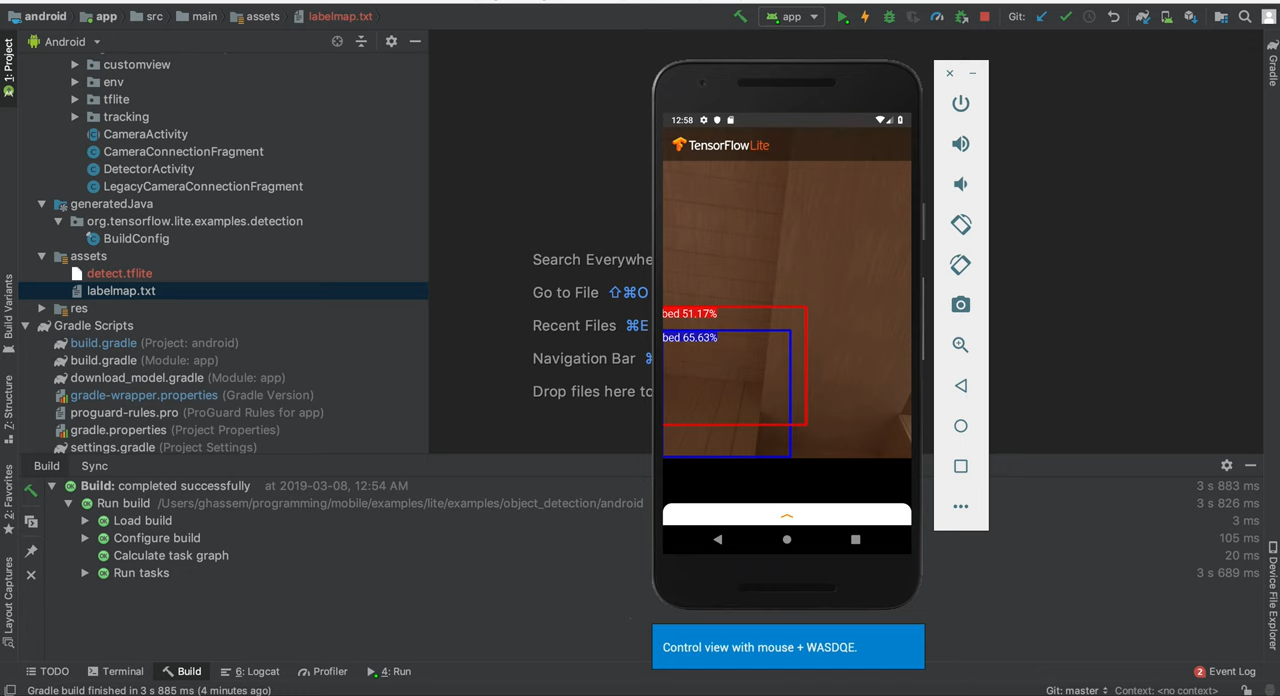 android app src main assets labelmap.txt app Git:
1: Project
Android
Gradle
customview
env
tflite
tracking
CameraActivity
CameraConnectionFragment
DetectorActivity
LegacyCameraConnectionFragment
generatedJava
org.tensorflow.lite.examples.detection
BuildConfig
assets
detect.tflite
labelmap.txt
res
Gradle Scripts
build.gradle (Project: android)
build.gradle (Module: app)
download_model.gradle (Module: app)
gradle-wrapper.properties (Gradle Version)
proguard-rules.pro (ProGuard Rules for app)
gradle.properties (Project Properties)
settings.gradle (Project Settings)
Build Variants
Z: Structure
2: Favorites
Layout Captures
Search Everywhe
Go to File ⇧⌘O
Recent Files ⌘E
Navigation Bar ⌘
Drop files here to
12:58
TensorFlowLite
bed 51.17%
bed 65.63%
Control view with mouse + WASDQE.
Build Sync
Build: completed successfully at 2019-03-08, 12:54 AM 3 s 883 ms
Run build /Users/ghassem/programming/mobile/examples/lite/examples/object_detection/android 3 s 826 ms
Load build 3 ms
Configure build 105 ms
Calculate task graph 20 ms
Run tasks 3 s 689 ms
Device File Explorer
TODO Terminal Build 6: Logcat Profiler 4: Run 2 Event Log
Gradle build finished in 3 s 885 ms (4 minutes ago) Git: master Context: <no context>